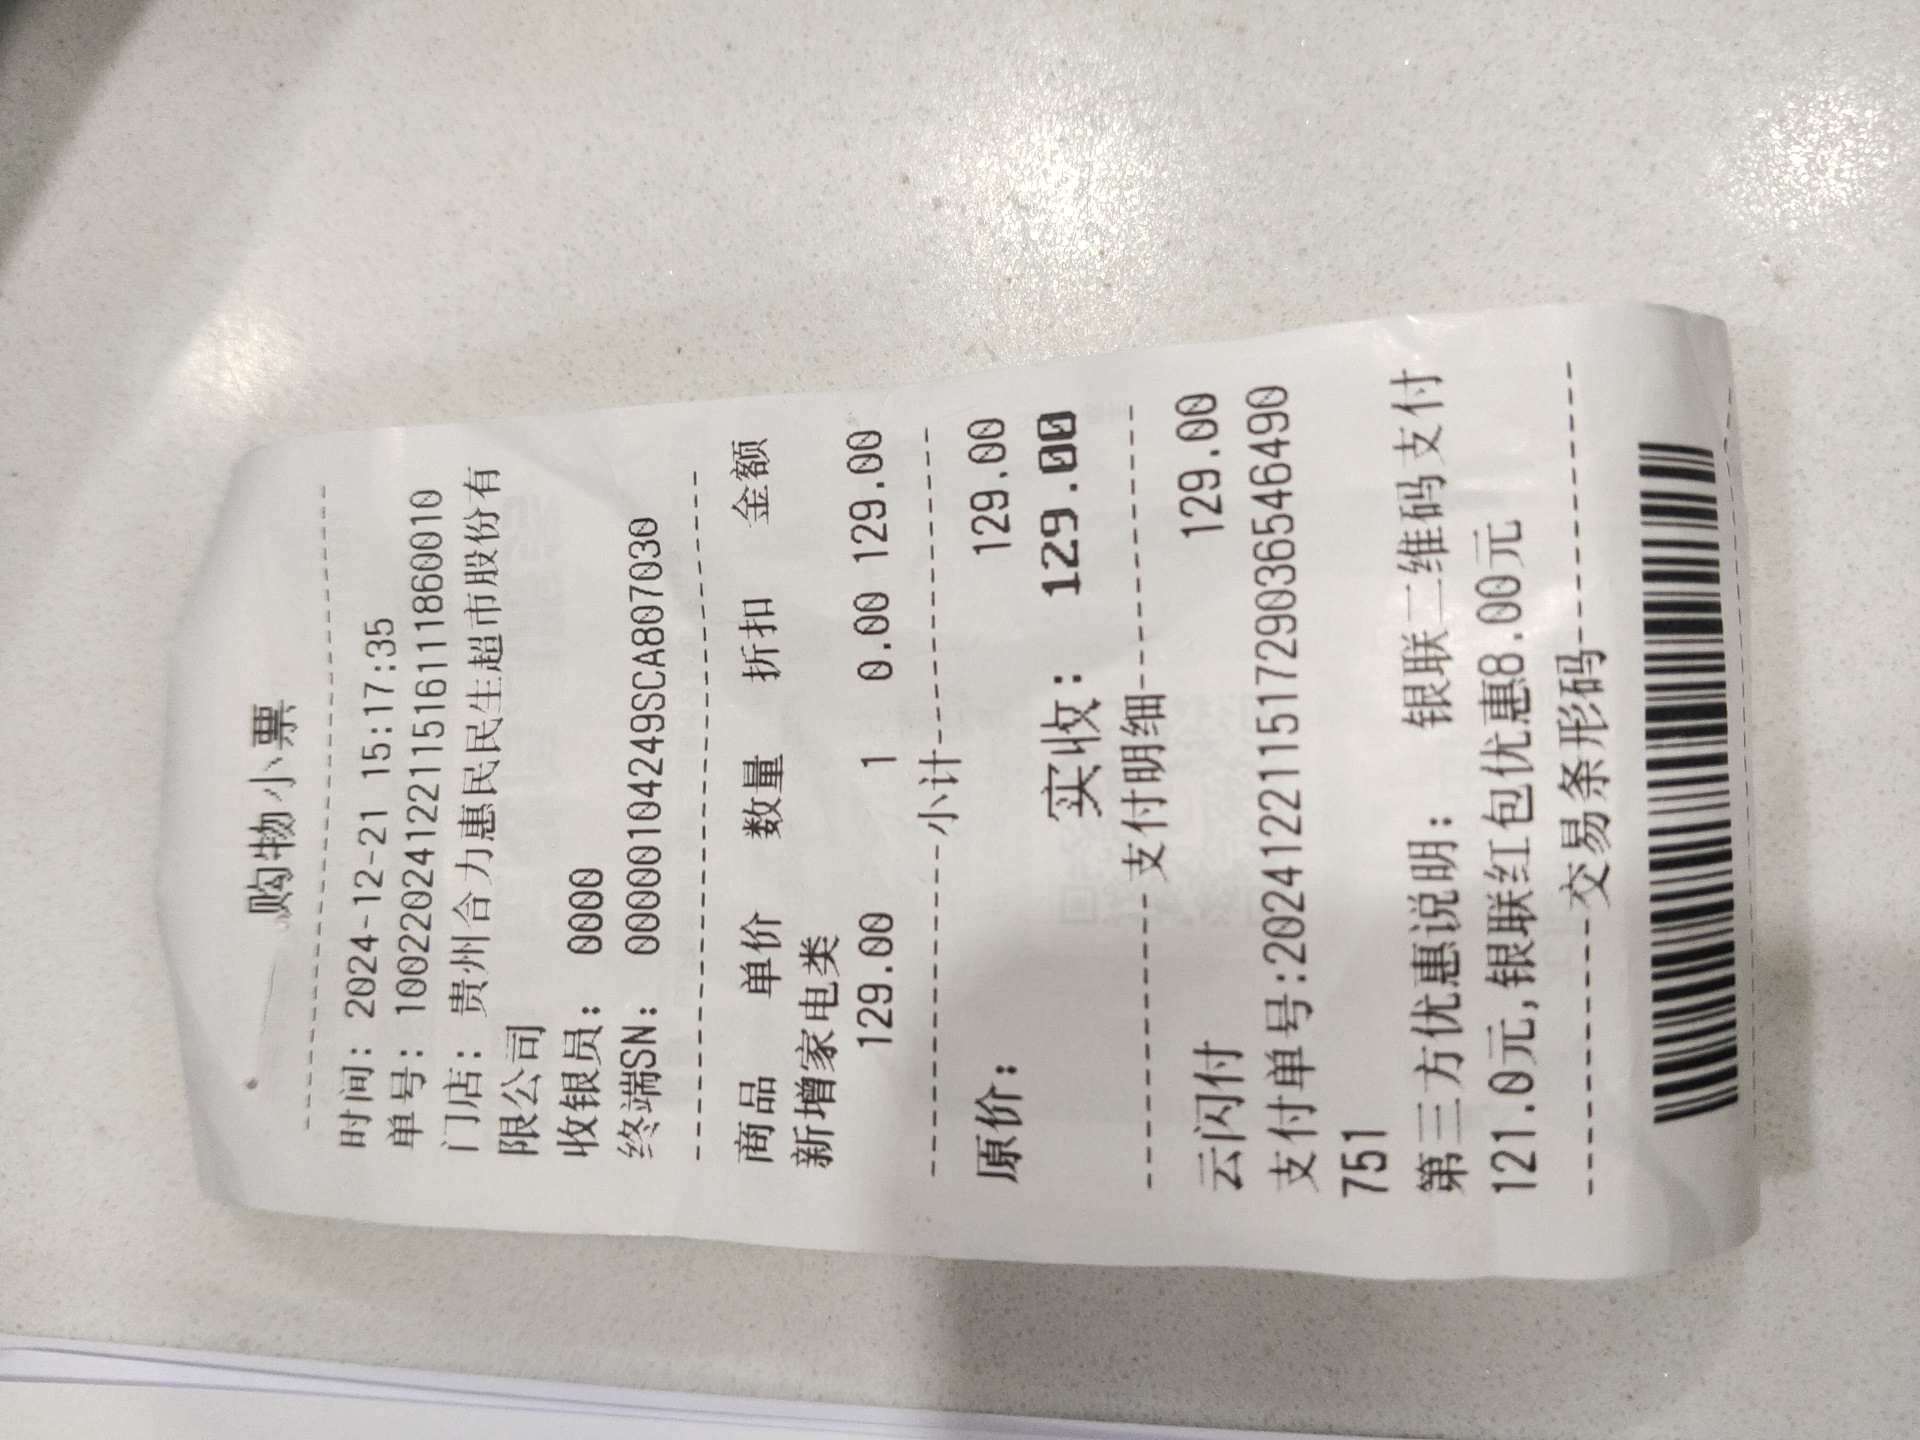 购物小票
时间: 2024-12-21 15:17:35
单号: 1002202412211516111860010
门店: 贵州合力惠民民生超市股份有
限公司
收银员: 0000
终端SN: 00000104249SCA807030
商品 单价 数量 折扣 金额
新增家电类
129.00 1 0.00 129.00
小计
原价: 129.00
实收: 129.00
支付明细
云闪付 129.00
支付单号:20241221151729036546490
751
第三方优惠说明: 银联二维码支付
121.0元,银联红包优惠8.00元
交易条形码